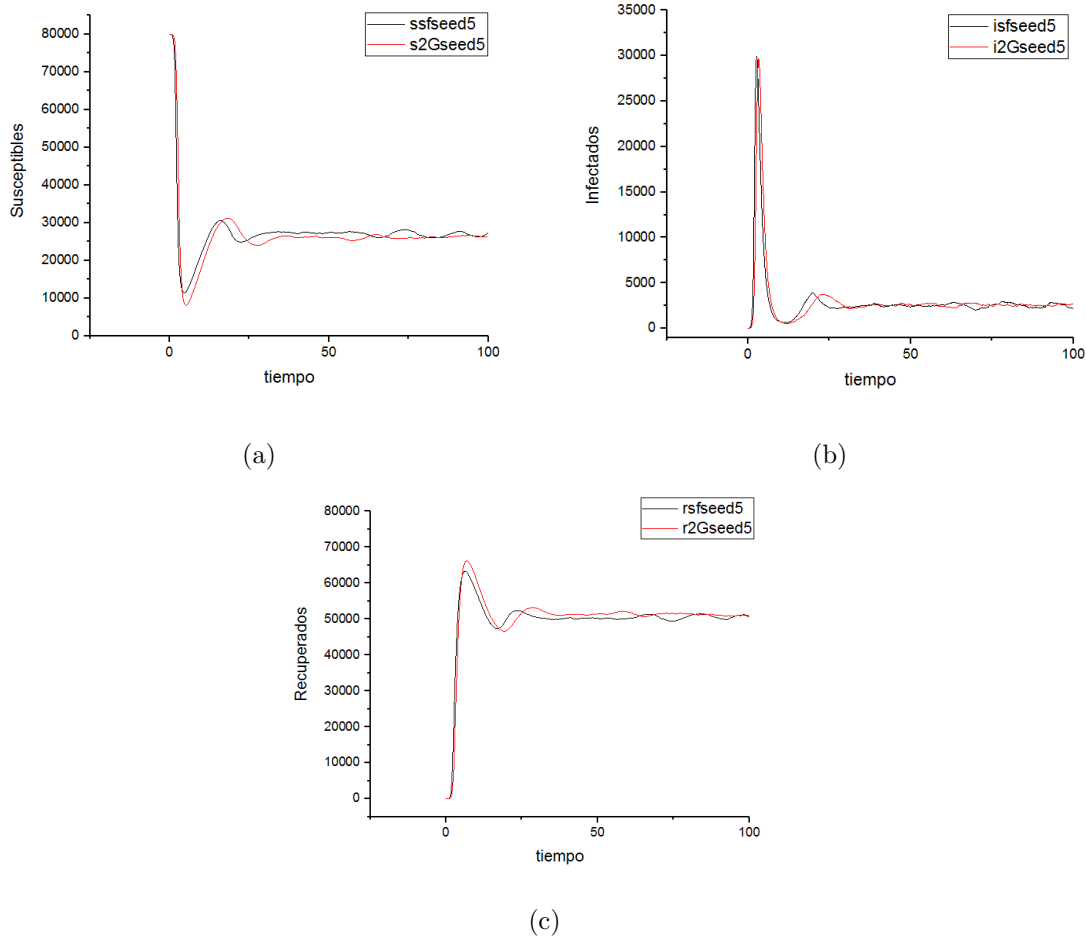 80000
70000
60000
50000
40000
30000
20000
10000
0
Susceptibles
0
50
100
tiempo
ssfseed5
s2Gseed5
(a)
35000
30000
25000
20000
15000
10000
5000
0
Infectados
0
50
100
tiempo
isfseed5
i2Gseed5
(b)
80000
70000
60000
50000
40000
30000
20000
10000
0
Recuperados
0
50
100
tiempo
rsfseed5
r2Gseed5
(c)